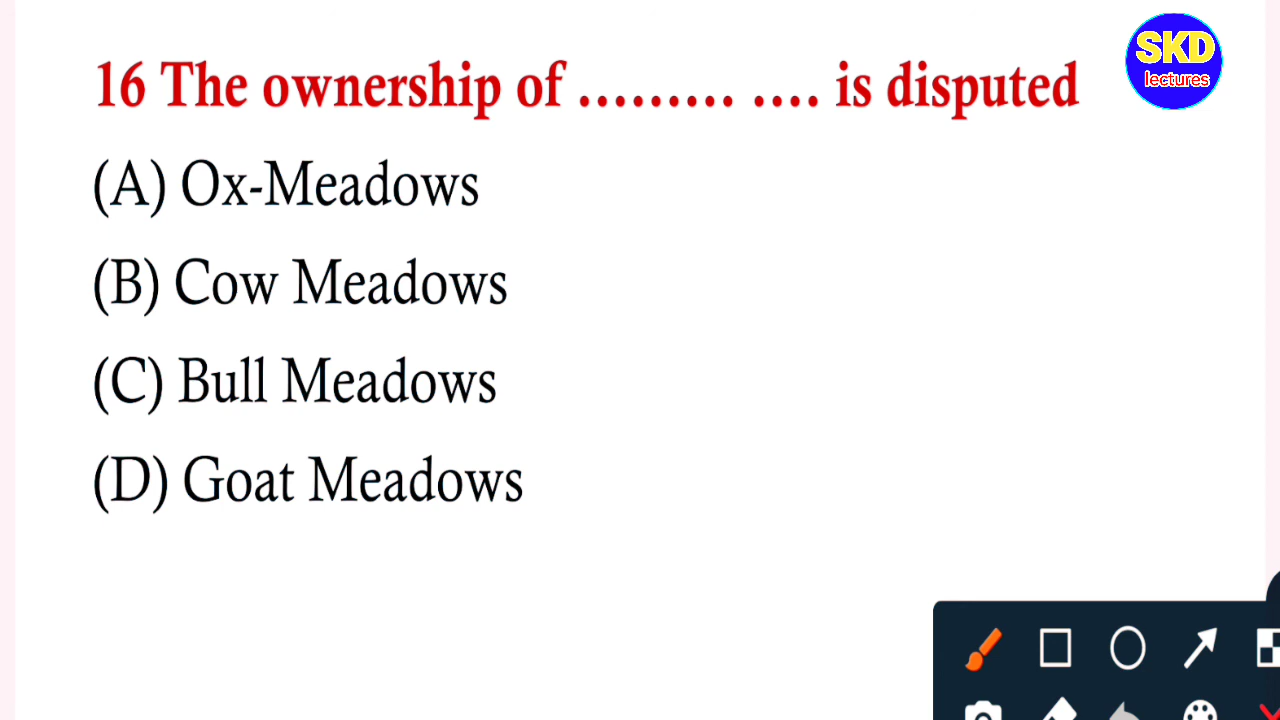 SKD
lectures
16 The ownership of ......... .... is disputed
(A) Ox-Meadows
(B) Cow Meadows
(C) Bull Meadows
(D) Goat Meadows